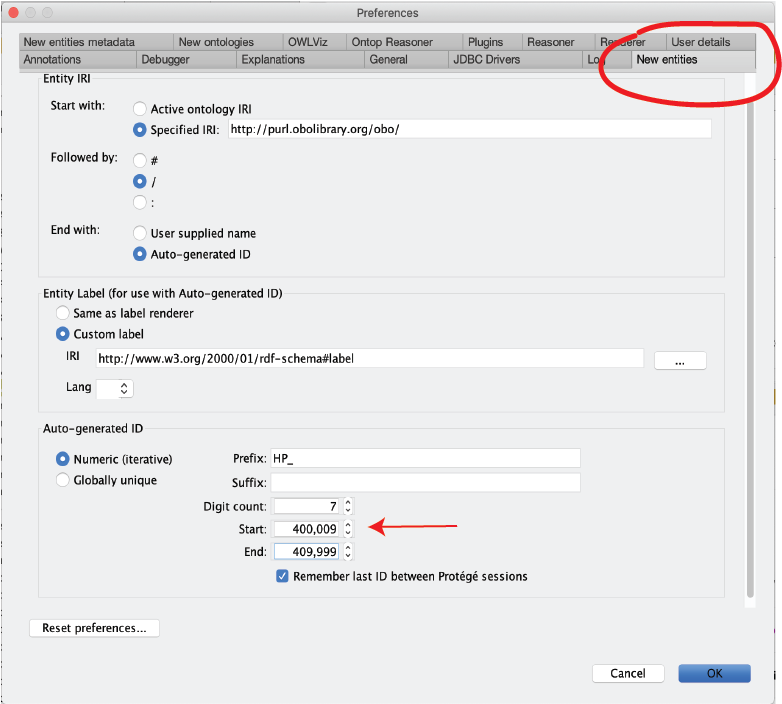 Preferences
New entities metadata New ontologies OWLViz Ontop Reasoner Plugins Reasoner Renderer User details
Annotations Debugger Explanations General JDBC Drivers Log New entities
Entity IRI
Start with: Active ontology IRI
Specified IRI: http://purl.obolibrary.org/obo/
Followed by: #
/
:
End with: User supplied name
Auto-generated ID
Entity Label (for use with Auto-generated ID)
Same as label renderer
Custom label
IRI http://www.w3.org/2000/01/rdf-schema#label ...
Lang
Auto-generated ID
Numeric (iterative) Prefix: HP_
Globally unique Suffix:
Digit count: 7
Start: 400,009
End: 409,999
Remember last ID between Protégé sessions
Reset preferences...
Cancel OK